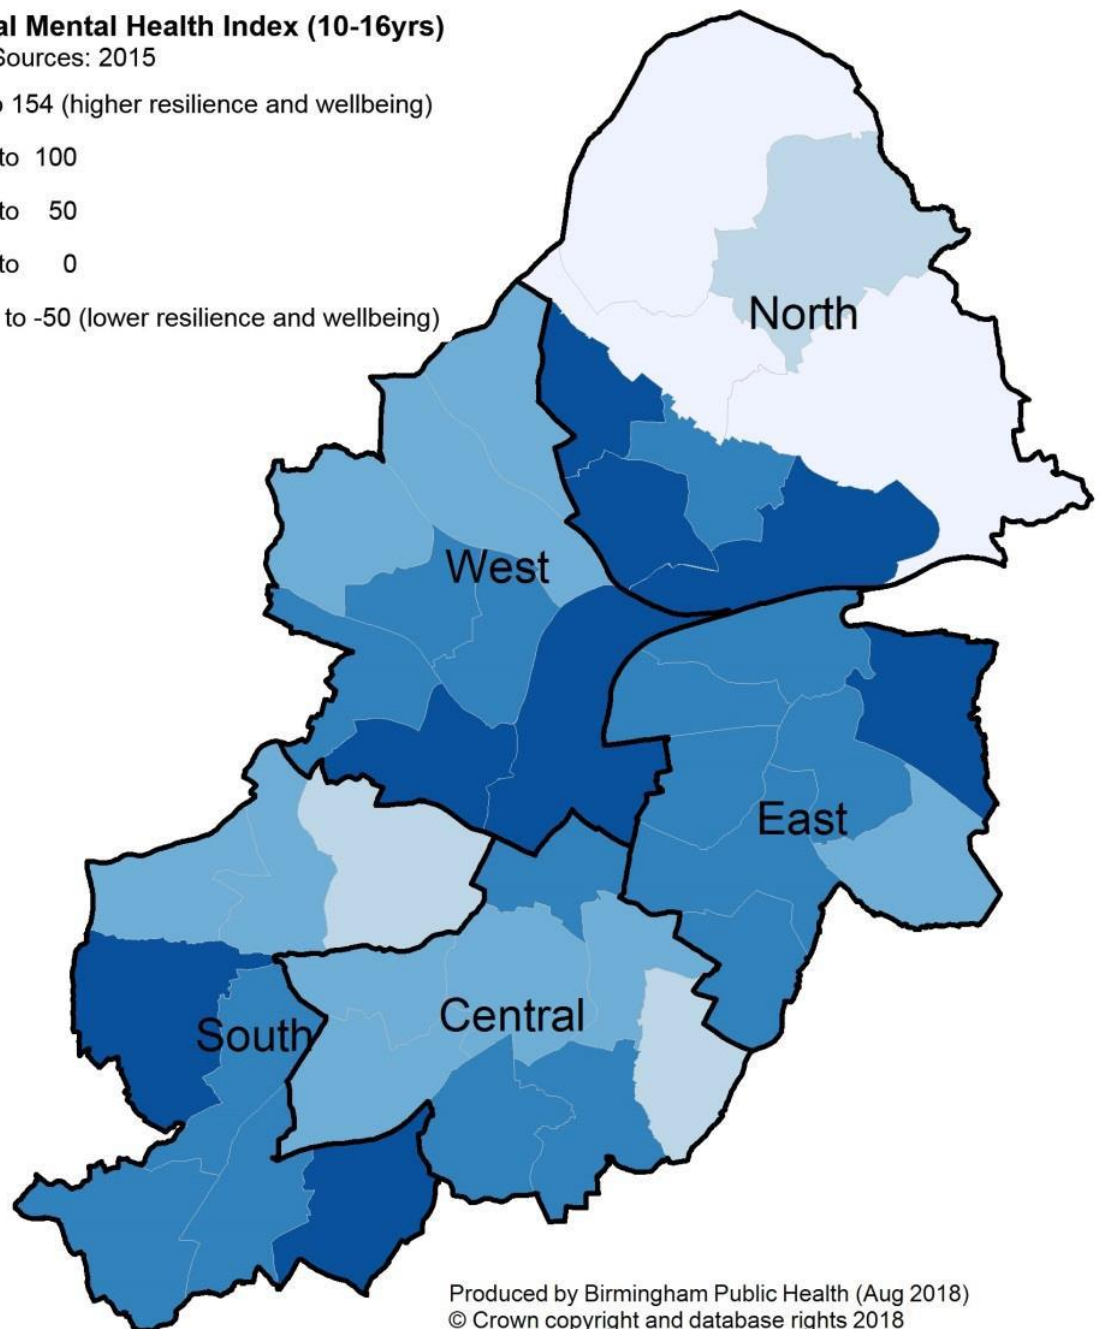 Mental Health Index (10-16yrs)
Sources: 2015
154 (higher resilience and wellbeing)
to 100
to 50
to 0
to -50 (lower resilience and wellbeing)
North
West
East
Central
South
Produced by Birmingham Public Health (Aug 2018)
© Crown copyright and database rights 2018